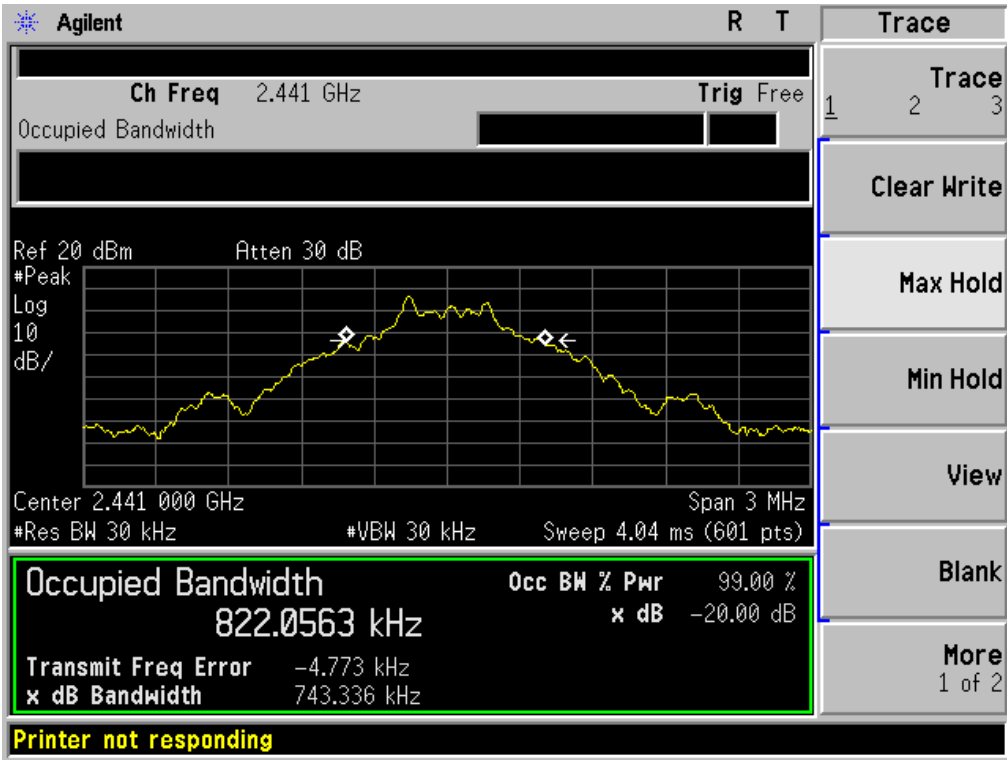 Agilent R T Trace
Ch Freq 2.441 GHz Trig Free
Occupied Bandwidth
Trace
1 2 3
Clear Write
Max Hold
Min Hold
View
Blank
More
1 of 2
Ref 20 dBm Atten 30 dB
#Peak
Log
10
dB/
Center 2.441 000 GHz Span 3 MHz
#Res BW 30 kHz #VBW 30 kHz Sweep 4.04 ms (601 pts)
Occupied Bandwidth Occ BW % Pwr 99.00 %
822.0563 kHz x dB -20.00 dB
Transmit Freq Error -4.773 kHz
x dB Bandwidth 743.336 kHz
Printer not responding